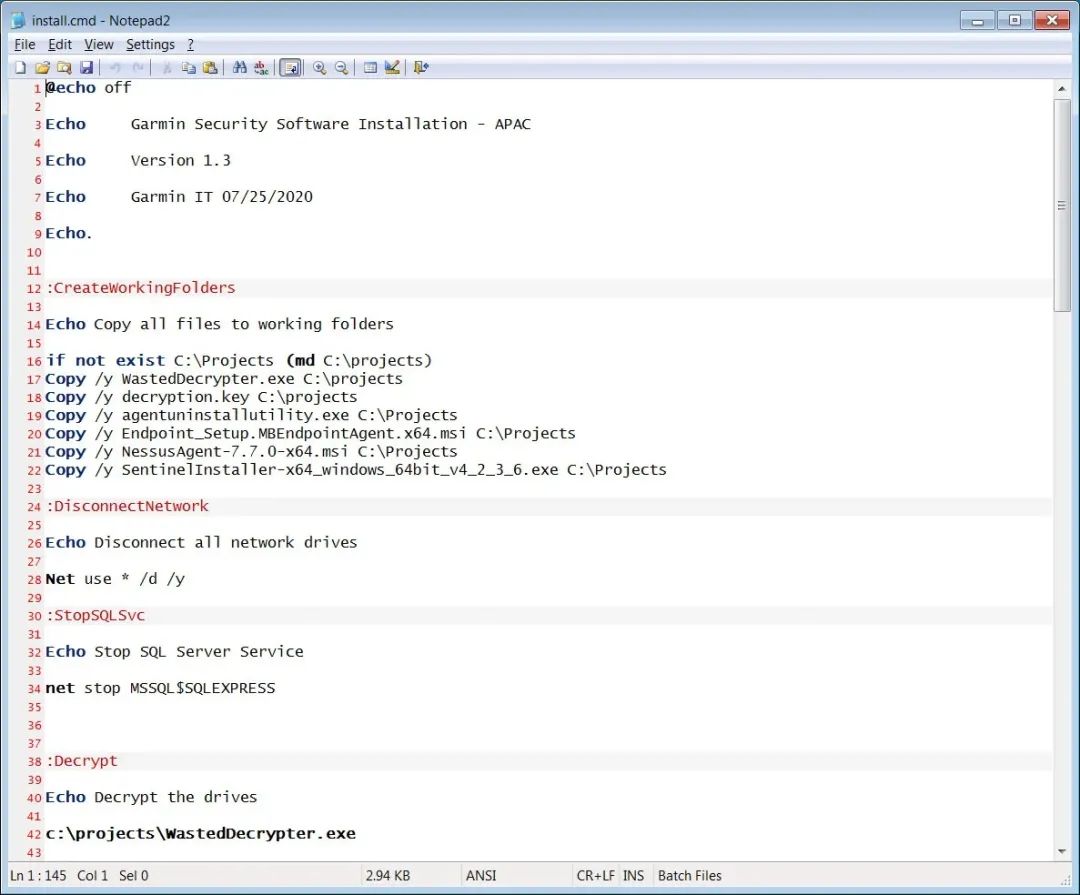 install.cmd - Notepad2
File Edit View Settings ?
1 @echo off
2
3 Echo Garmin Security Software Installation - APAC
4
5 Echo Version 1.3
6
7 Echo Garmin IT 07/25/2020
8
9 Echo.
10
11
12 :CreateWorkingFolders
13
14 Echo Copy all files to working folders
15
16 if not exist C:\Projects (md C:\projects)
17 Copy /y WastedDecrypter.exe C:\projects
18 Copy /y decryption.key C:\projects
19 Copy /y agentuninstallutility.exe C:\Projects
20 Copy /y Endpoint_Setup.MBEndpointAgent.x64.msi C:\Projects
21 Copy /y NessusAgent-7.7.0-x64.msi C:\Projects
22 Copy /y SentinelInstaller-x64_windows_64bit_v4_2_3_6.exe C:\Projects
23
24 :DisconnectNetwork
25
26 Echo Disconnect all network drives
27
28 Net use * /d /y
29
30 :StopSQLSvc
31
32 Echo Stop SQL Server Service
33
34 net stop MSSQL$SQLEXPRESS
35
36
37
38 :Decrypt
39
40 Echo Decrypt the drives
41
42 c:\projects\WastedDecrypter.exe
43
Ln 1 : 145 Col 1 Sel 0 2.94 KB ANSI CR+LF INS Batch Files